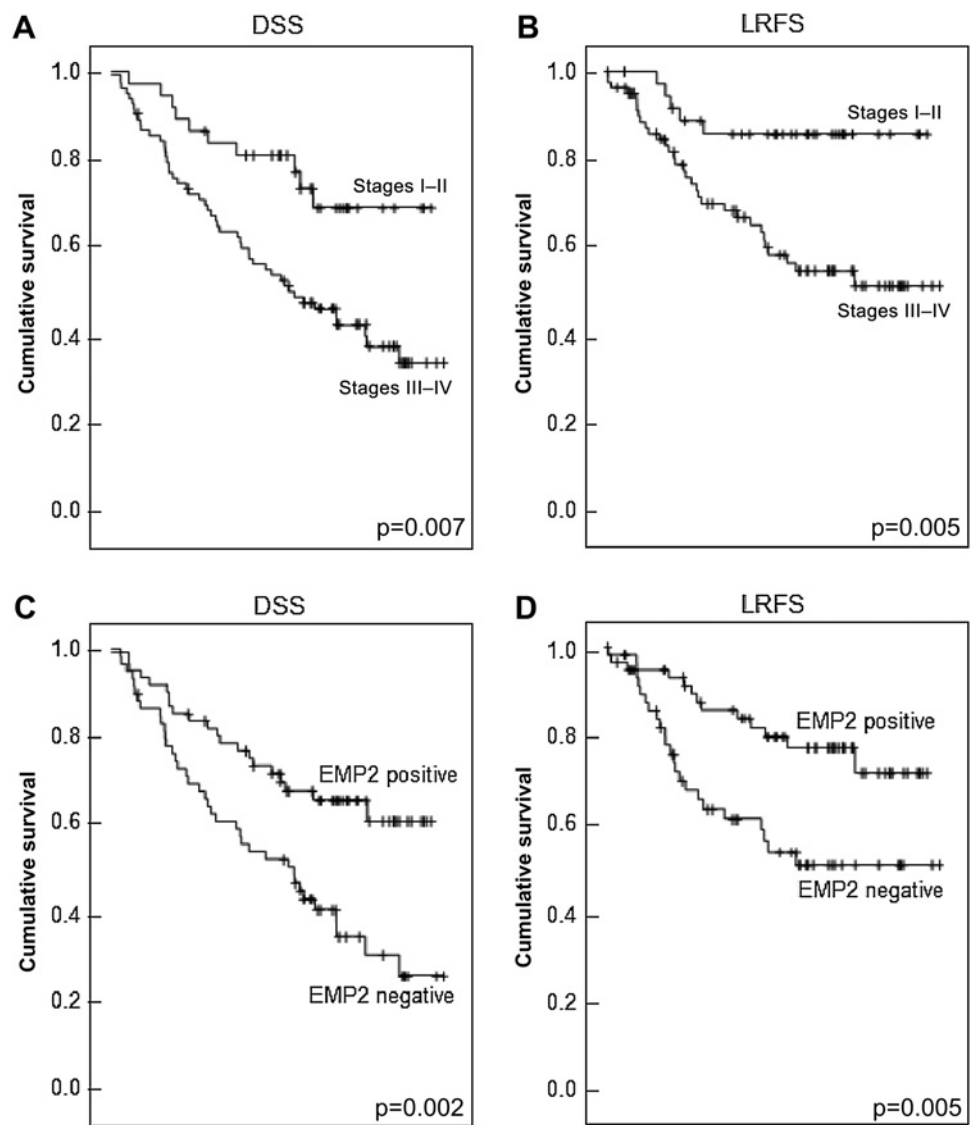 A
DSS
Cumulative survival
1.0
0.8
0.6
0.4
0.2
0.0
Stages I–II
Stages III–IV
p=0.007
B
LRFS
Cumulative survival
1.0
0.8
0.6
0.4
0.2
0.0
Stages I–II
Stages III–IV
p=0.005
C
DSS
Cumulative survival
1.0
0.8
0.6
0.4
0.2
0.0
EMP2 positive
EMP2 negative
p=0.002
D
LRFS
Cumulative survival
1.0
0.8
0.6
0.4
0.2
0.0
EMP2 positive
EMP2 negative
p=0.005